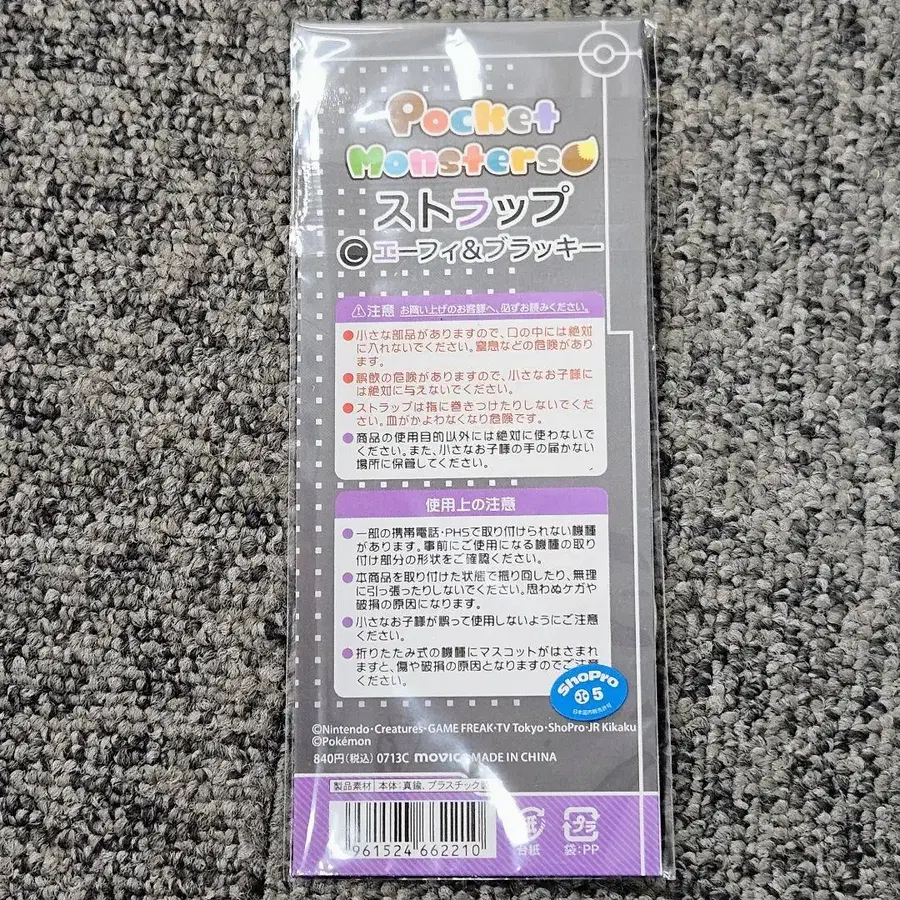 Pocket
Monsters
ストラップ
C エーフィ&ブラッキー
⚠注意 お買い上げのお客様へ、必ずお読みください。
●小さな部品がありますので、口の中には絶対
に入れないでください。窒息などの危険があり
ます。
●誤飲の危険がありますので、小さなお子様に
は絶対に与えないでください。
●ストラップは指に巻きつけたりしないでくだ
さい。血がかよわなくなり危険です。
●商品の使用目的以外には絶対に使わないで
ください。また、小さなお子様の手の届かない
場所に保管してください。
使用上の注意
●一部の携帯電話・PHSで取り付けられない機種
があります。事前にご使用になる機種の取り
付け部分の形状をご確認ください。
●本商品を取り付けた状態で振り回したり、無理
に引っ張ったりしないでください。思わぬケガや
破損の原因になります。
●小さなお子様が誤って使用しないようにご注意
ください。
●折りたたみ式の機種にマスコットがはさまれ
ますと、傷や破損の原因となりますのでご注意
ください。
ShoPro
5
日本国内販売許可
©Nintendo・Creatures・GAME FREAK・TV Tokyo・ShoPro・JR Kikaku
©Pokémon
840円(税込) 0713C movic MADE IN CHINA
製品素材 本体:真鍮、プラスチック
961524 662210
台紙
プラ
袋:PP